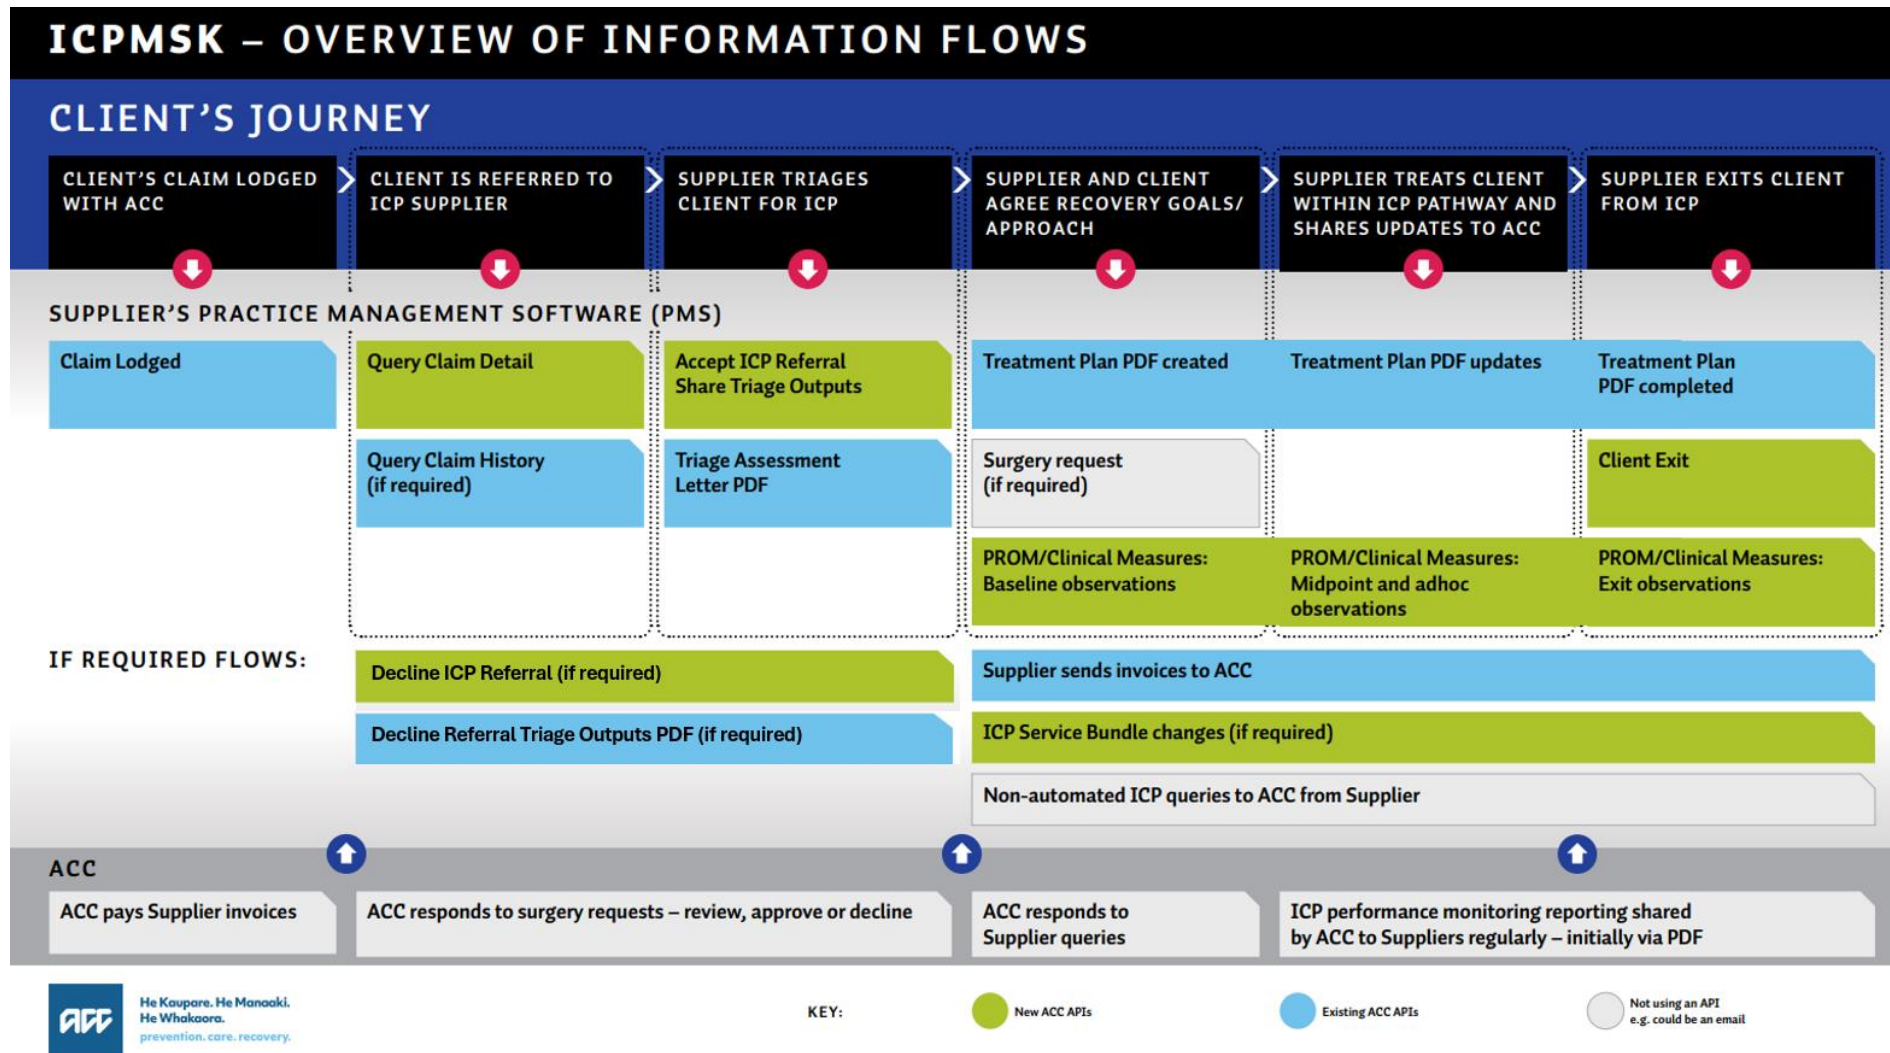 ICPMSK – OVERVIEW OF INFORMATION FLOWS
CLIENT'S JOURNEY
CLIENT'S CLAIM LODGED
WITH ACC
CLIENT IS REFERRED TO
ICP SUPPLIER
SUPPLIER TRIAGES
CLIENT FOR ICP
SUPPLIER AND CLIENT
AGREE RECOVERY GOALS/
APPROACH
SUPPLIER TREATS CLIENT
WITHIN ICP PATHWAY AND
SHARES UPDATES TO ACC
SUPPLIER EXITS CLIENT
FROM ICP
SUPPLIER'S PRACTICE MANAGEMENT SOFTWARE (PMS)
Claim Lodged
Query Claim Detail
Accept ICP Referral
Share Triage Outputs
Treatment Plan PDF created
Treatment Plan PDF updates
Treatment Plan
PDF completed
Query Claim History
(if required)
Triage Assessment
Letter PDF
Surgery request
(if required)
Client Exit
PROM/Clinical Measures:
Baseline observations
PROM/Clinical Measures:
Midpoint and adhoc
observations
PROM/Clinical Measures:
Exit observations
IF REQUIRED FLOWS:
Decline ICP Referral (if required)
Supplier sends invoices to ACC
Decline Referral Triage Outputs PDF (if required)
ICP Service Bundle changes (if required)
Non-automated ICP queries to ACC from Supplier
ACC
ACC pays Supplier invoices
ACC responds to surgery requests – review, approve or decline
ACC responds to
Supplier queries
ICP performance monitoring reporting shared
by ACC to Suppliers regularly – initially via PDF
acc
He Kaupare. He Manaaki.
He Whakaora.
prevention. care. recovery.
KEY:
New ACC APIs
Existing ACC APIs
Not using an API
e.g. could be an email